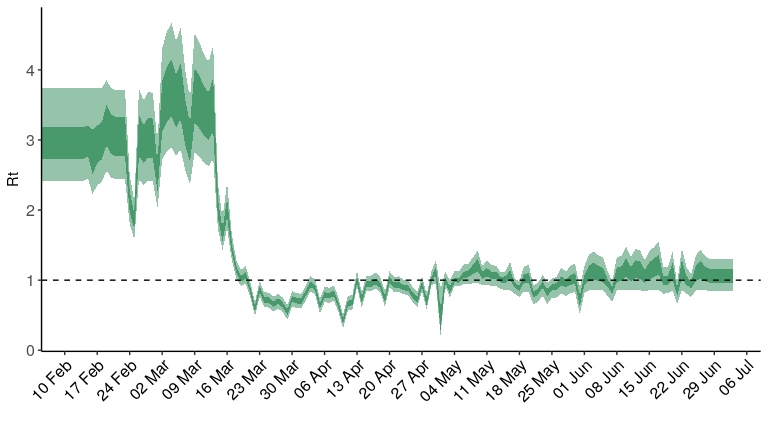 4
3
2
1
0
Rt
10 Feb
17 Feb
24 Feb
02 Mar
09 Mar
16 Mar
23 Mar
30 Mar
06 Apr
13 Apr
20 Apr
27 Apr
04 May
11 May
18 May
25 May
01 Jun
08 Jun
15 Jun
22 Jun
29 Jun
06 Jul